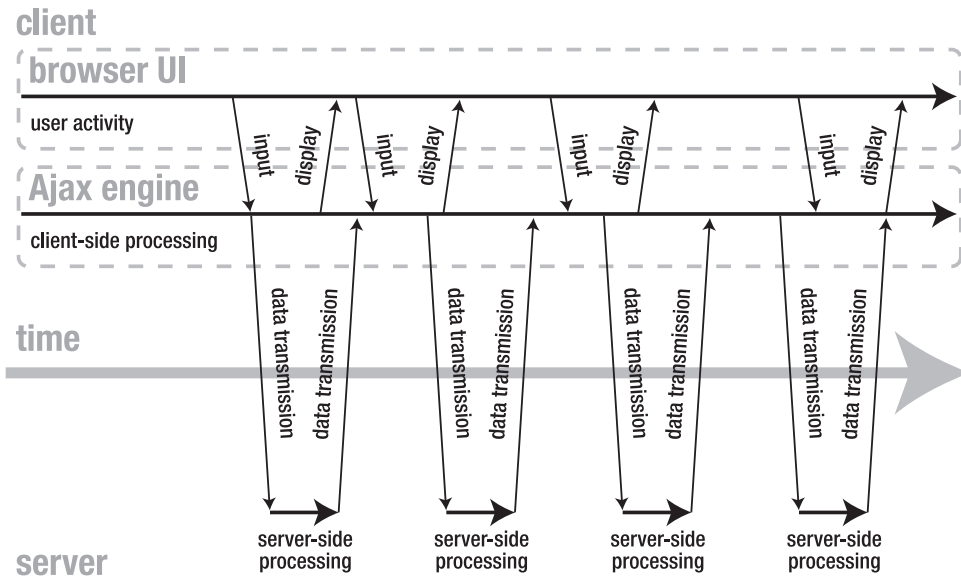 client
browser UI
user activity
input
display
input
display
input
display
input
display
Ajax engine
client-side processing
data transmission
data transmission
data transmission
data transmission
data transmission
data transmission
data transmission
data transmission
time
server-side
processing
server-side
processing
server-side
processing
server-side
processing
server